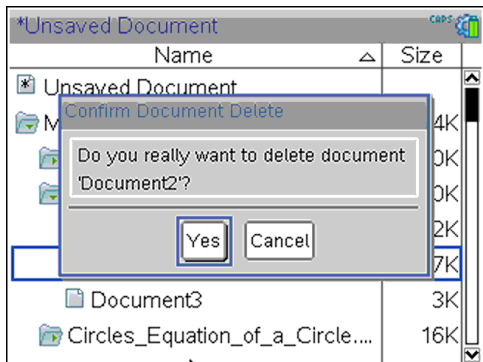 *Unsaved Document
CAPS
Name
Size
Unsaved Document
Confirm Document Delete
M
4K
Do you really want to delete document
'Document2'?
0K
0K
2K
Yes
Cancel
7K
Document3
3K
Circles_Equation_of_a_Circle....
16K